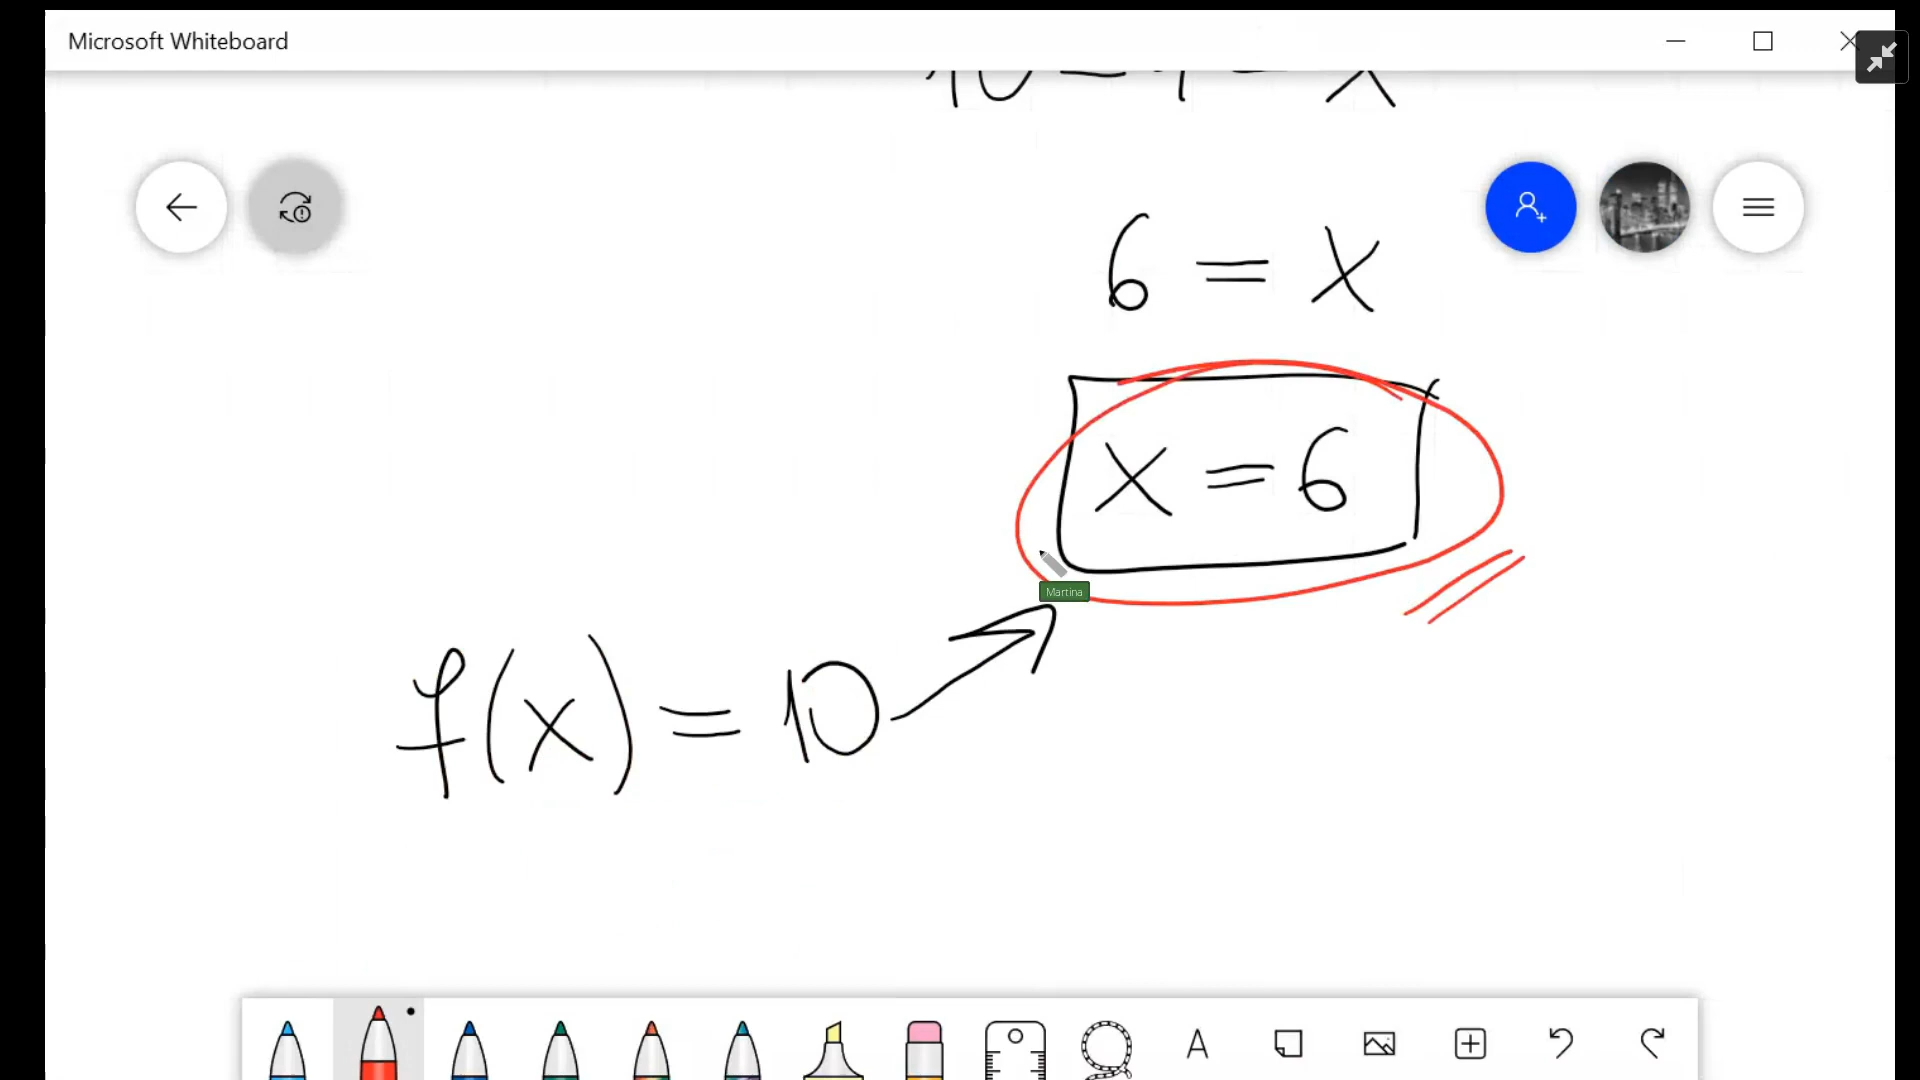 Microsoft Whiteboard
6 = x
x = 6
Martina
f(x) = 10
A